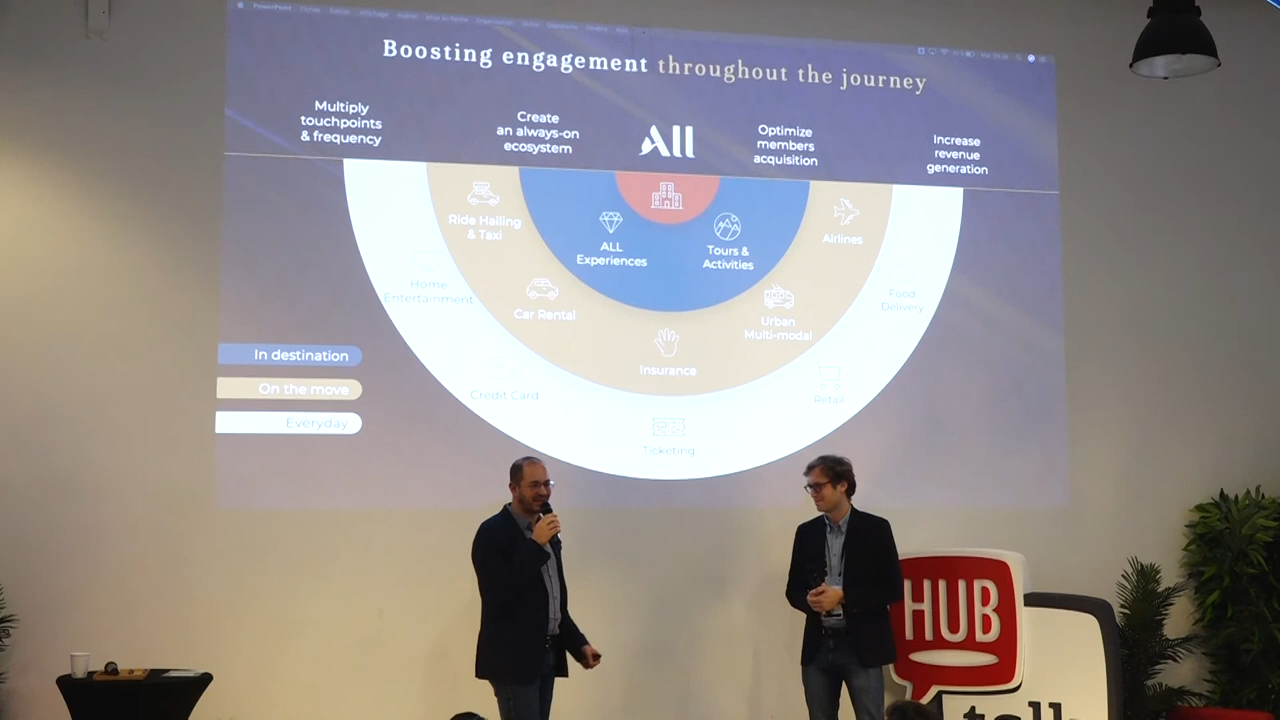 PowerPoint
Boosting engagement throughout the journey
Multiply
touchpoints
& frequency
Create
an always-on
ecosystem
All
Optimize
members
acquisition
Increase
revenue
generation
Ride Hailing
& Taxi
ALL
Experiences
Tours &
Activities
Airlines
Home
Entertainment
Car Rental
Urban
Multi-modal
Food
Delivery
Insurance
Credit Card
Retail
Ticketing
In destination
On the move
Everyday
HUB
talk